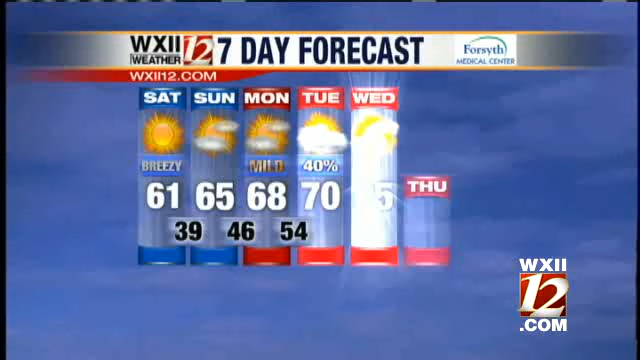 WXII 12 7 DAY FORECAST
WEATHER
Forsyth
MEDICAL CENTER
WXII12.COM
SAT SUN MON TUE WED
BREEZY MILD 40%
61 65 68 70 5
THU
39 46 54
WXII
12
.COM